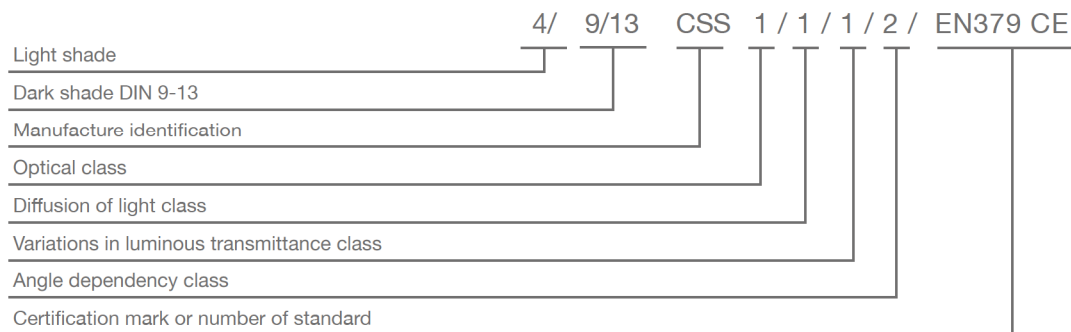 4/ 9/13 CSS 1 / 1 / 1 / 2 / EN379 CE
Light shade
Dark shade DIN 9-13
Manufacture identification
Optical class
Diffusion of light class
Variations in luminous transmittance class
Angle dependency class
Certification mark or number of standard